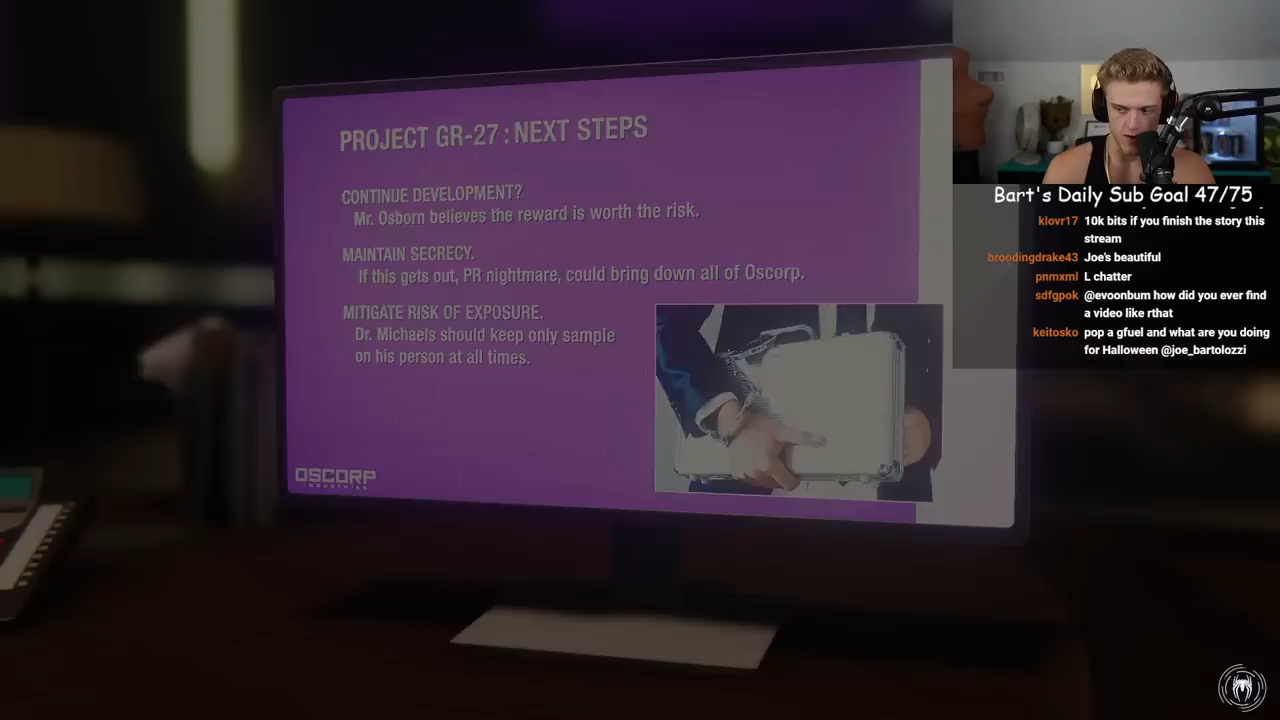 PROJECT GR-27 : NEXT STEPS
CONTINUE DEVELOPMENT?
Mr. Osborn believes the reward is worth the risk.
MAINTAIN SECRECY.
If this gets out, PR nightmare, could bring down all of Oscorp.
MITIGATE RISK OF EXPOSURE.
Dr. Michaels should keep only sample
on his person at all times.
OSCORP
INDUSTRIES
Bart's Daily Sub Goal 47/75
klovr17 10k bits if you finish the story this
stream
broodingdrake43 Joe's beautiful
pnmxml L chatter
sdfgpok @evoonbum how did you ever find
a video like rthat
keitosko pop a gfuel and what are you doing
for Halloween @joe_bartolozzi